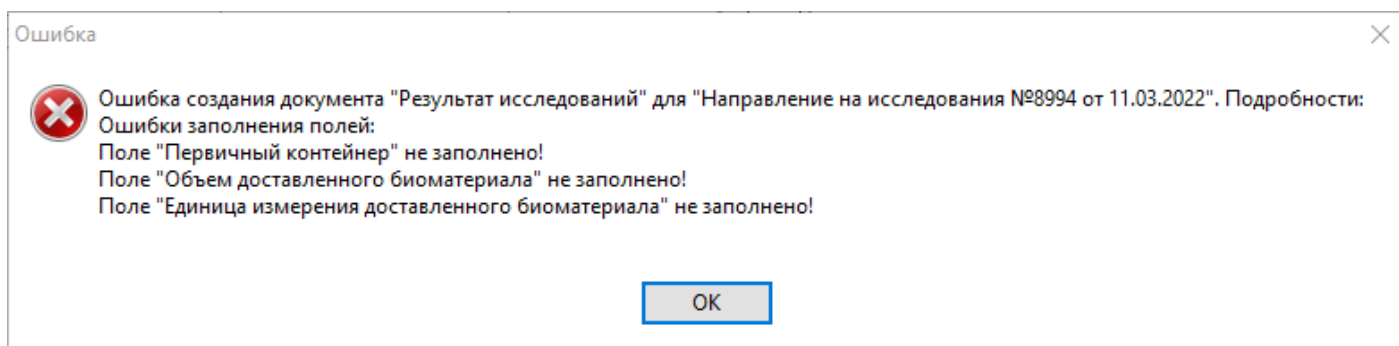 Ошибка
Ошибка создания документа "Результат исследований" для "Направление на исследования №8994 от 11.03.2022". Подробности:
Ошибки заполнения полей:
Поле "Первичный контейнер" не заполнено!
Поле "Объем доставленного биоматериала" не заполнено!
Поле "Единица измерения доставленного биоматериала" не заполнено!
ОК